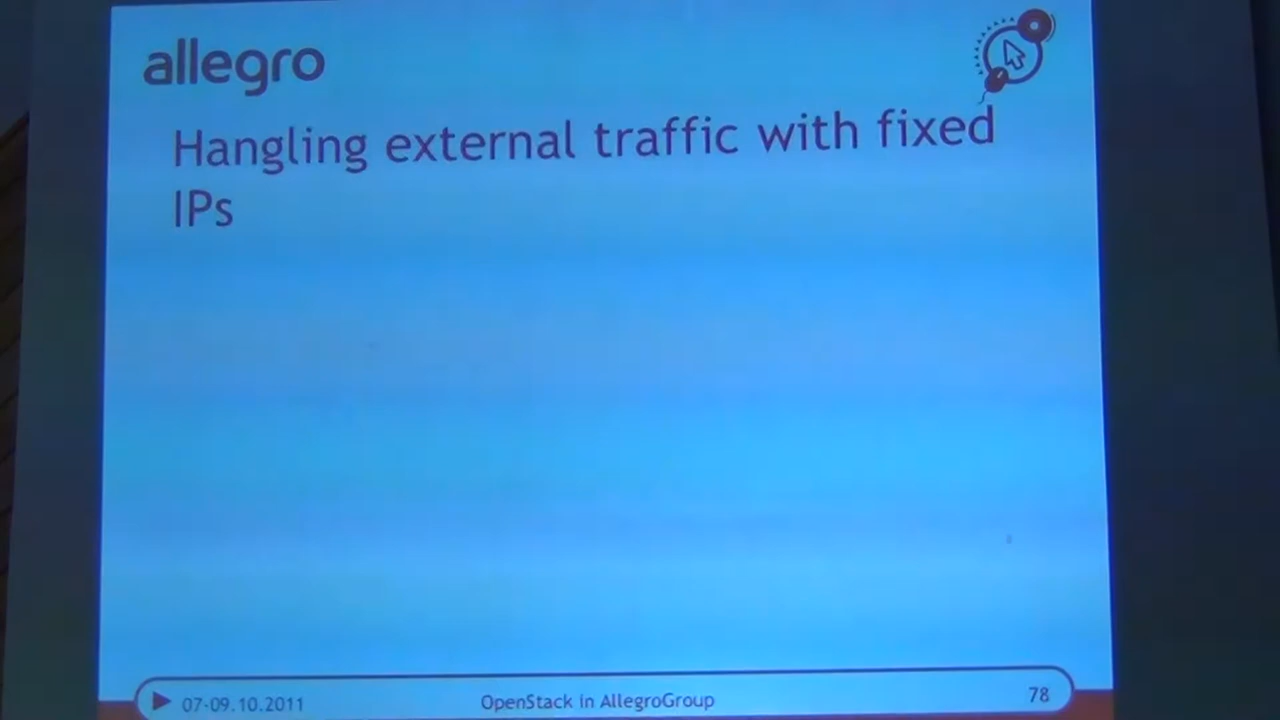 allegro
Hangling external traffic with fixed
IPs
07-09.10.2011
OpenStack in AllegroGroup
78